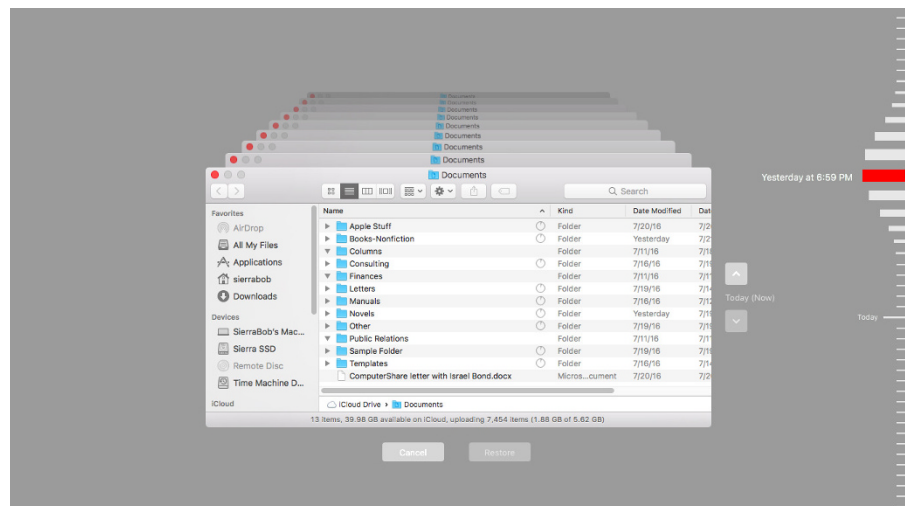 Documents
Documents
Documents
Documents
Documents
Documents
Documents
Documents
Search
Yesterday at 6:59 PM
Favorites
AirDrop
All My Files
Applications
sierrabob
Downloads
Devices
SierraBob's Mac...
Sierra SSD
Remote Disc
Time Machine D...
iCloud
Name Kind Date Modified Dat
Apple Stuff Folder 7/20/16
Books-Nonfiction Folder Yesterday
Columns Folder 7/11/16
Consulting Folder 7/16/16
Finances Folder 7/11/16
Letters Folder 7/19/16
Manuals Folder 7/16/16
Novels Folder Yesterday
Other Folder 7/19/16
Public Relations Folder 7/11/16
Sample Folder Folder 7/19/16
Templates Folder 7/16/16
ComputerShare letter with Israel Bond.docx Micros...cument 7/20/16
iCloud Drive Documents
13 items, 39.98 GB available on iCloud, uploading 7,454 items (1.88 GB of 5.62 GB)
Today (Now)
Today
Cancel
Restore